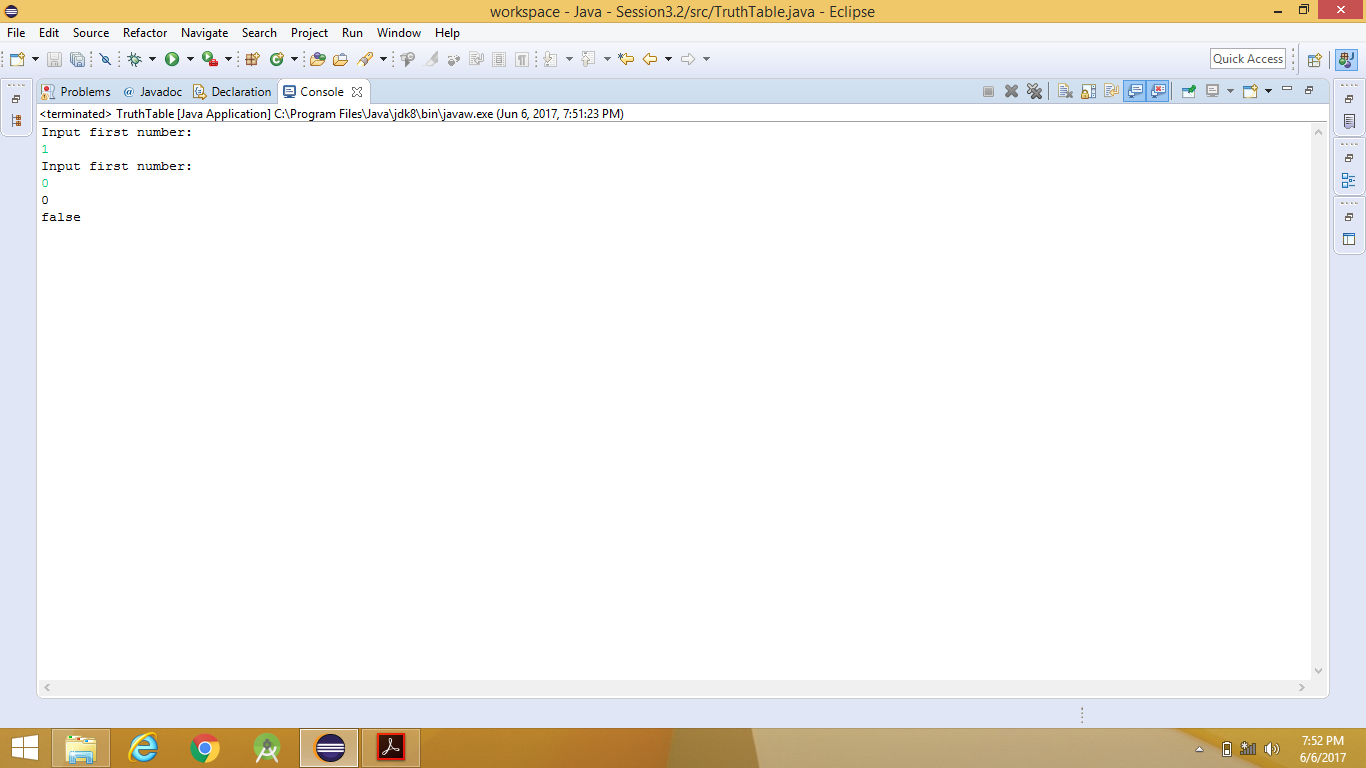 workspace - Java - Session3.2/src/TruthTable.java - Eclipse
File Edit Source Refactor Navigate Search Project Run Window Help
Quick Access
Problems @ Javadoc Declaration Console
<terminated> TruthTable [Java Application] C:\Program Files\Java\jdk8\bin\javaw.exe (Jun 6, 2017, 7:51:23 PM)
Input first number:
1
Input first number:
0
0
false
7:52 PM
6/6/2017